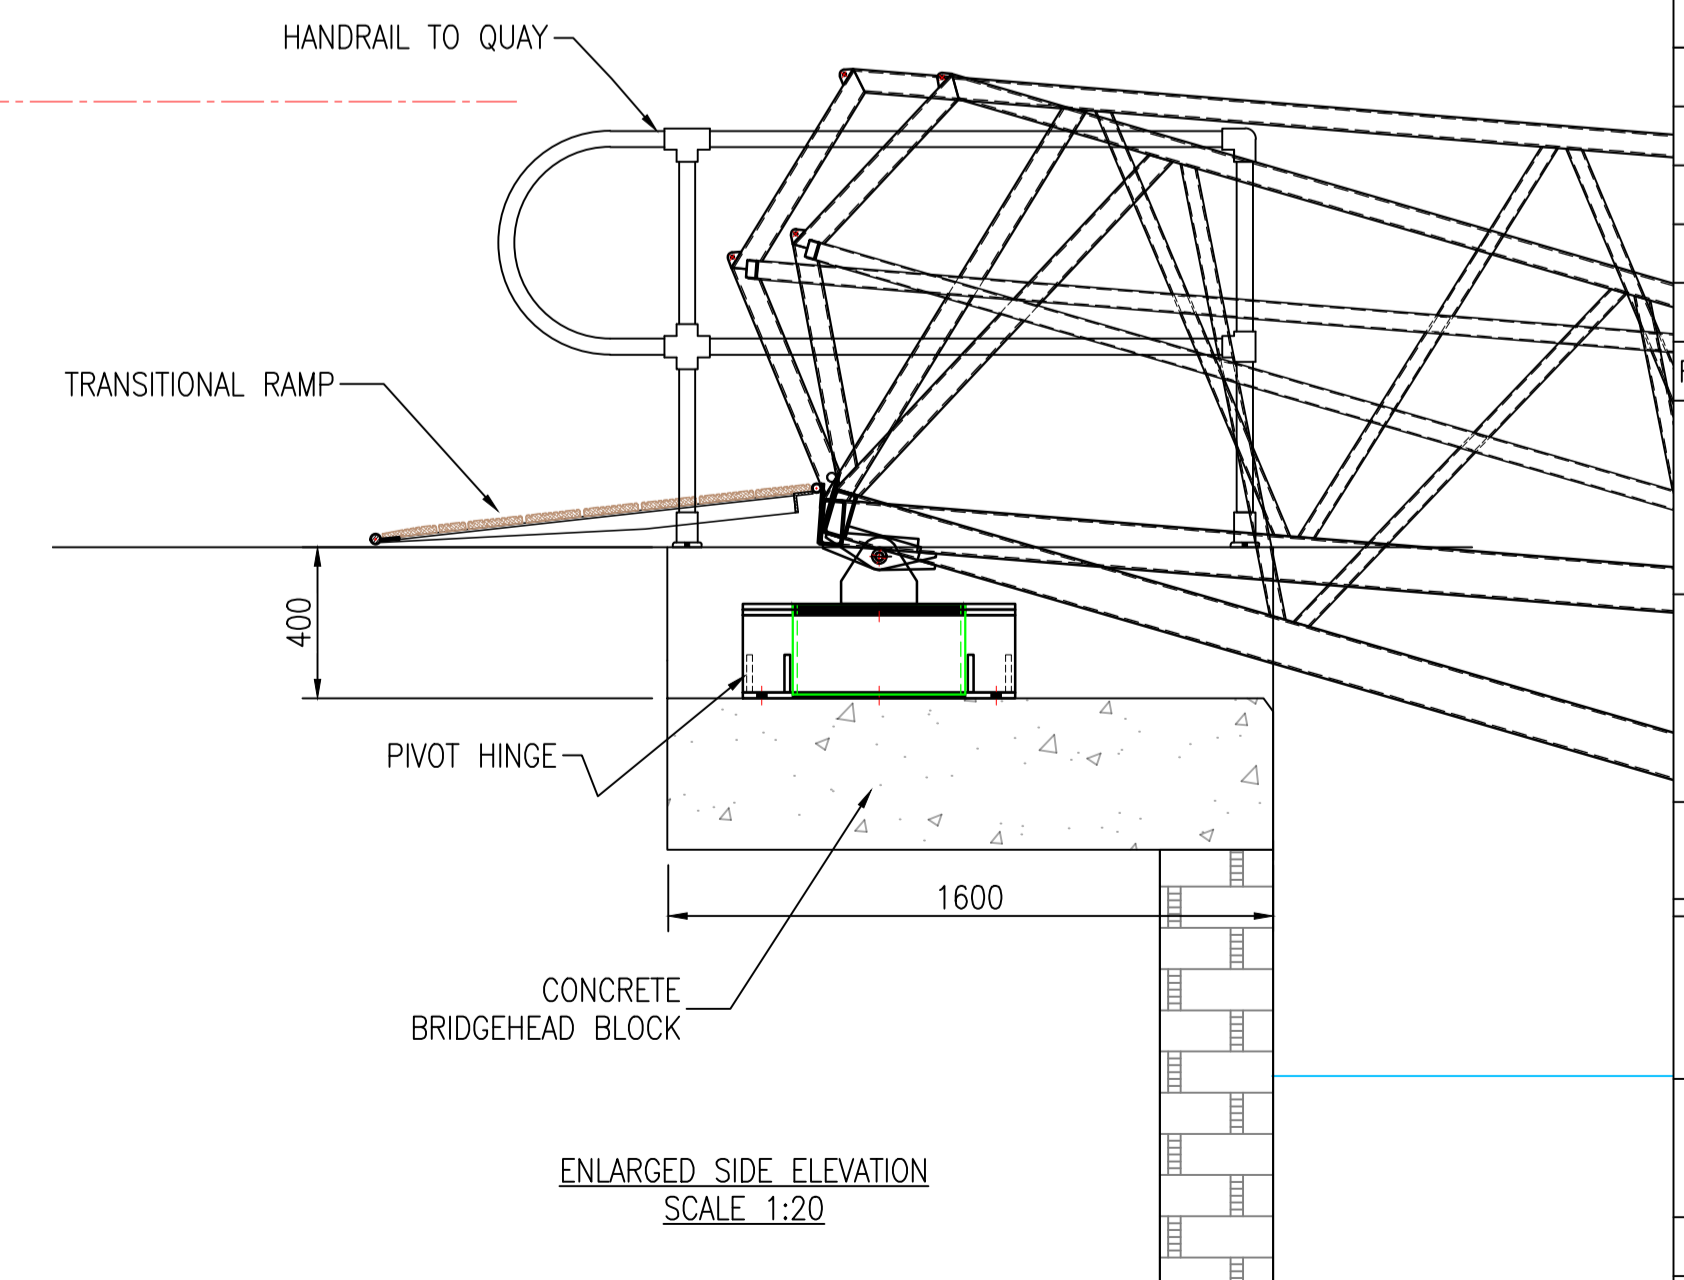 HANDRAIL TO QUAY
TRANSITIONAL RAMP
400
PIVOT HINGE
1600
CONCRETE
BRIDGEHEAD BLOCK
ENLARGED SIDE ELEVATION
SCALE 1:20